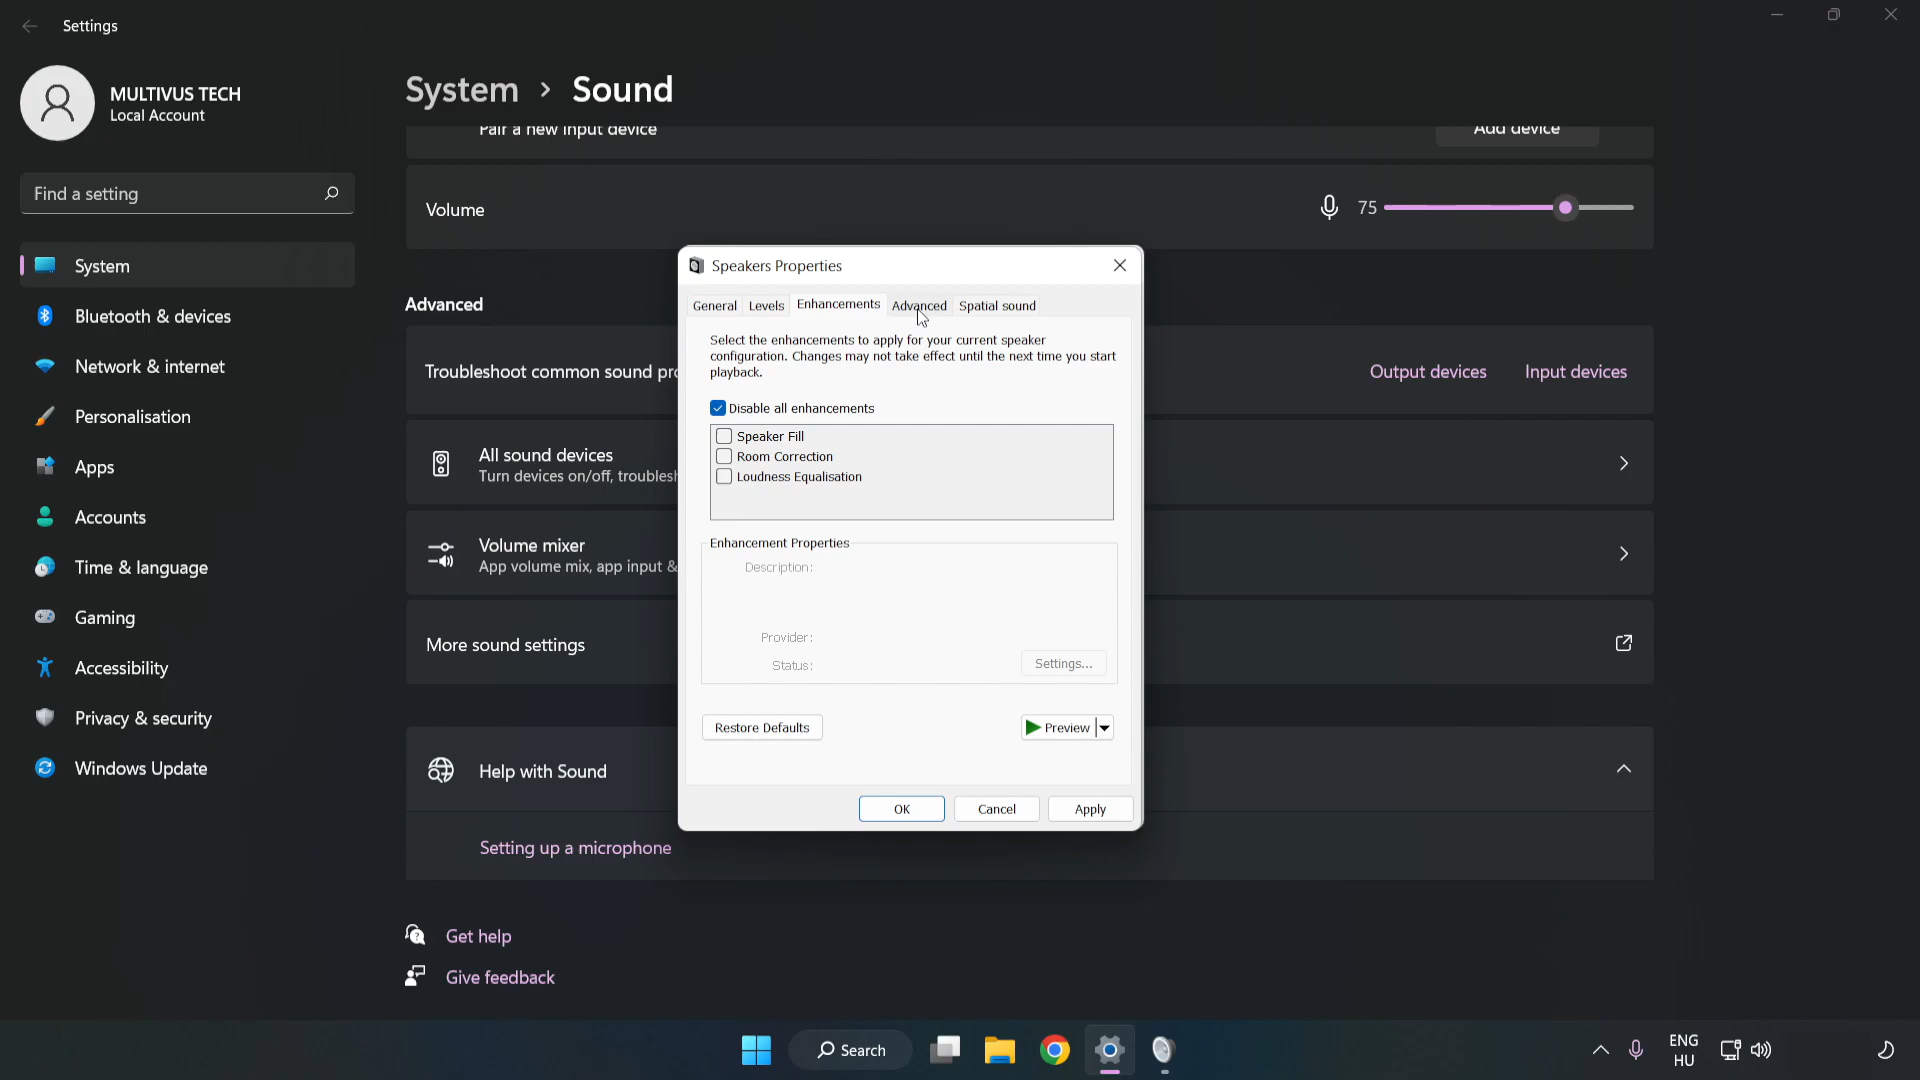 Settings
MULTIVUS TECH
Local Account
Find a setting
System
Bluetooth & devices
Network & internet
Personalisation
Apps
Accounts
Time & language
Gaming
Accessibility
Privacy & security
Windows Update
System › Sound
Pair a new input device
Add device
Volume
75
Advanced
Troubleshoot common sound pro
Output devices
Input devices
All sound devices
Turn devices on/off, troublesh
Volume mixer
App volume mix, app input &
More sound settings
Help with Sound
Setting up a microphone
Get help
Give feedback
Speakers Properties
General Levels Enhancements Advanced Spatial sound
Select the enhancements to apply for your current speaker
configuration. Changes may not take effect until the next time you start
playback.
Disable all enhancements
Speaker Fill
Room Correction
Loudness Equalisation
Enhancement Properties
Description:
Provider:
Status:
Settings...
Restore Defaults
Preview
OK
Cancel
Apply
Search
ENG
HU